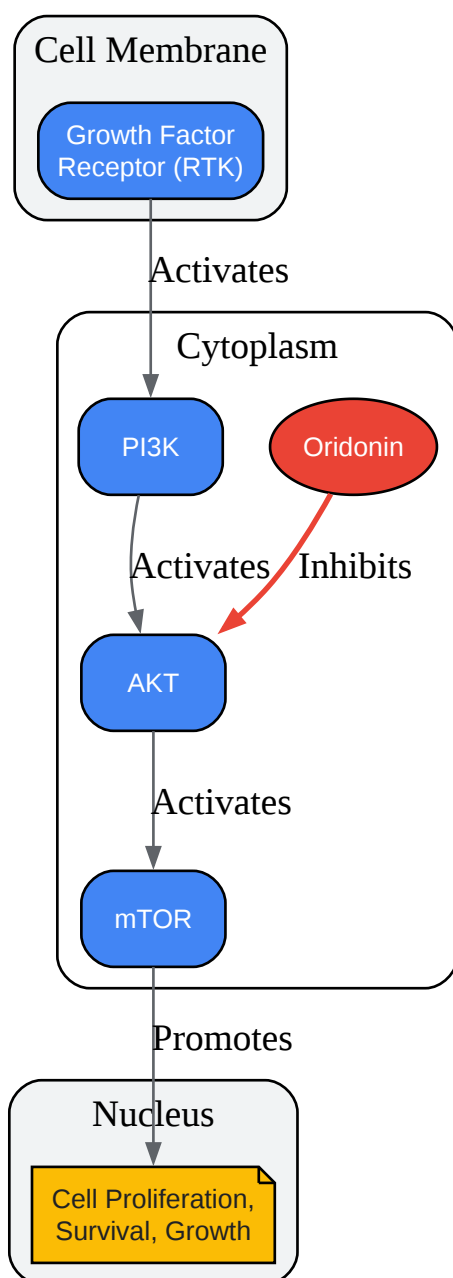 Cell Membrane
Growth Factor
Receptor (RTK)
Activates
Cytoplasm
PI3K
Oridonin
Activates
Inhibits
AKT
Activates
mTOR
Promotes
Nucleus
Cell Proliferation,
Survival, Growth